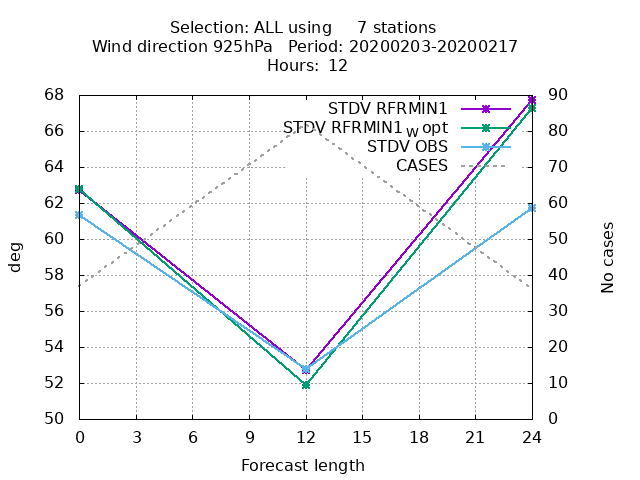 Selection: ALL using     7 stations
Wind direction 925hPa   Period: 20200203-20200217
Hours:  12
68
66
64
62
60
58
56
54
52
50
90
80
70
60
50
40
30
20
10
0
STDV RFRMIN1
STDV RFRMIN1_w opt
STDV OBS
CASES
deg
No cases
0 3 6 9 12 15 18 21 24
Forecast length